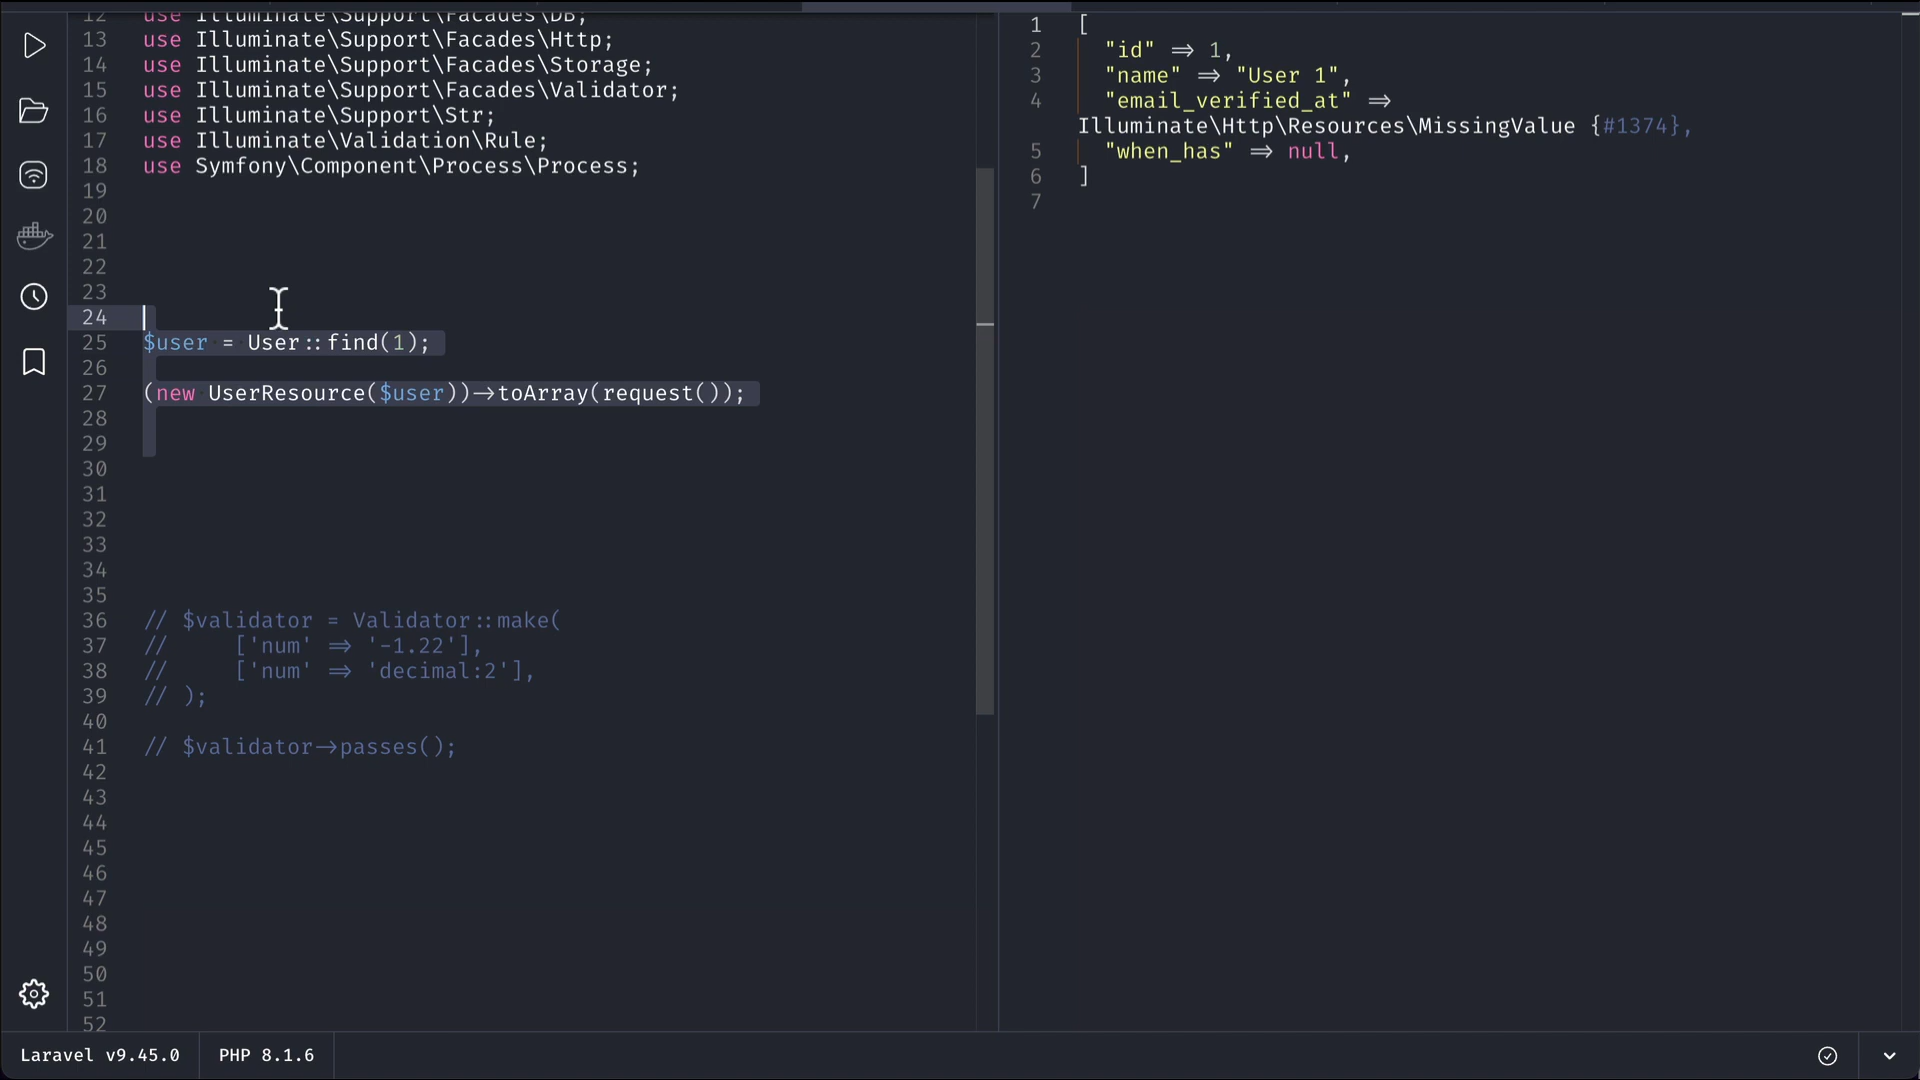 12 use Illuminate\Support\Facades\DB;
13 use Illuminate\Support\Facades\Http;
14 use Illuminate\Support\Facades\Storage;
15 use Illuminate\Support\Facades\Validator;
16 use Illuminate\Support\Str;
17 use Illuminate\Validation\Rule;
18 use Symfony\Component\Process\Process;
19
20
21
22
23
24
25 $user = User::find(1);
26
27 (new UserResource($user))->toArray(request());
28
29
30
31
32
33
34
35
36 // $validator = Validator::make(
37 //     ['num' => '-1.22'],
38 //     ['num' => 'decimal:2'],
39 // );
40
41 // $validator->passes();
42
43
44
45
46
47
48
49
50
51
52
1 [
2 "id" => 1,
3 "name" => "User 1",
4 "email_verified_at" =>
Illuminate\Http\Resources\MissingValue {#1374},
5 "when_has" => null,
6 ]
7
Laravel v9.45.0
PHP 8.1.6